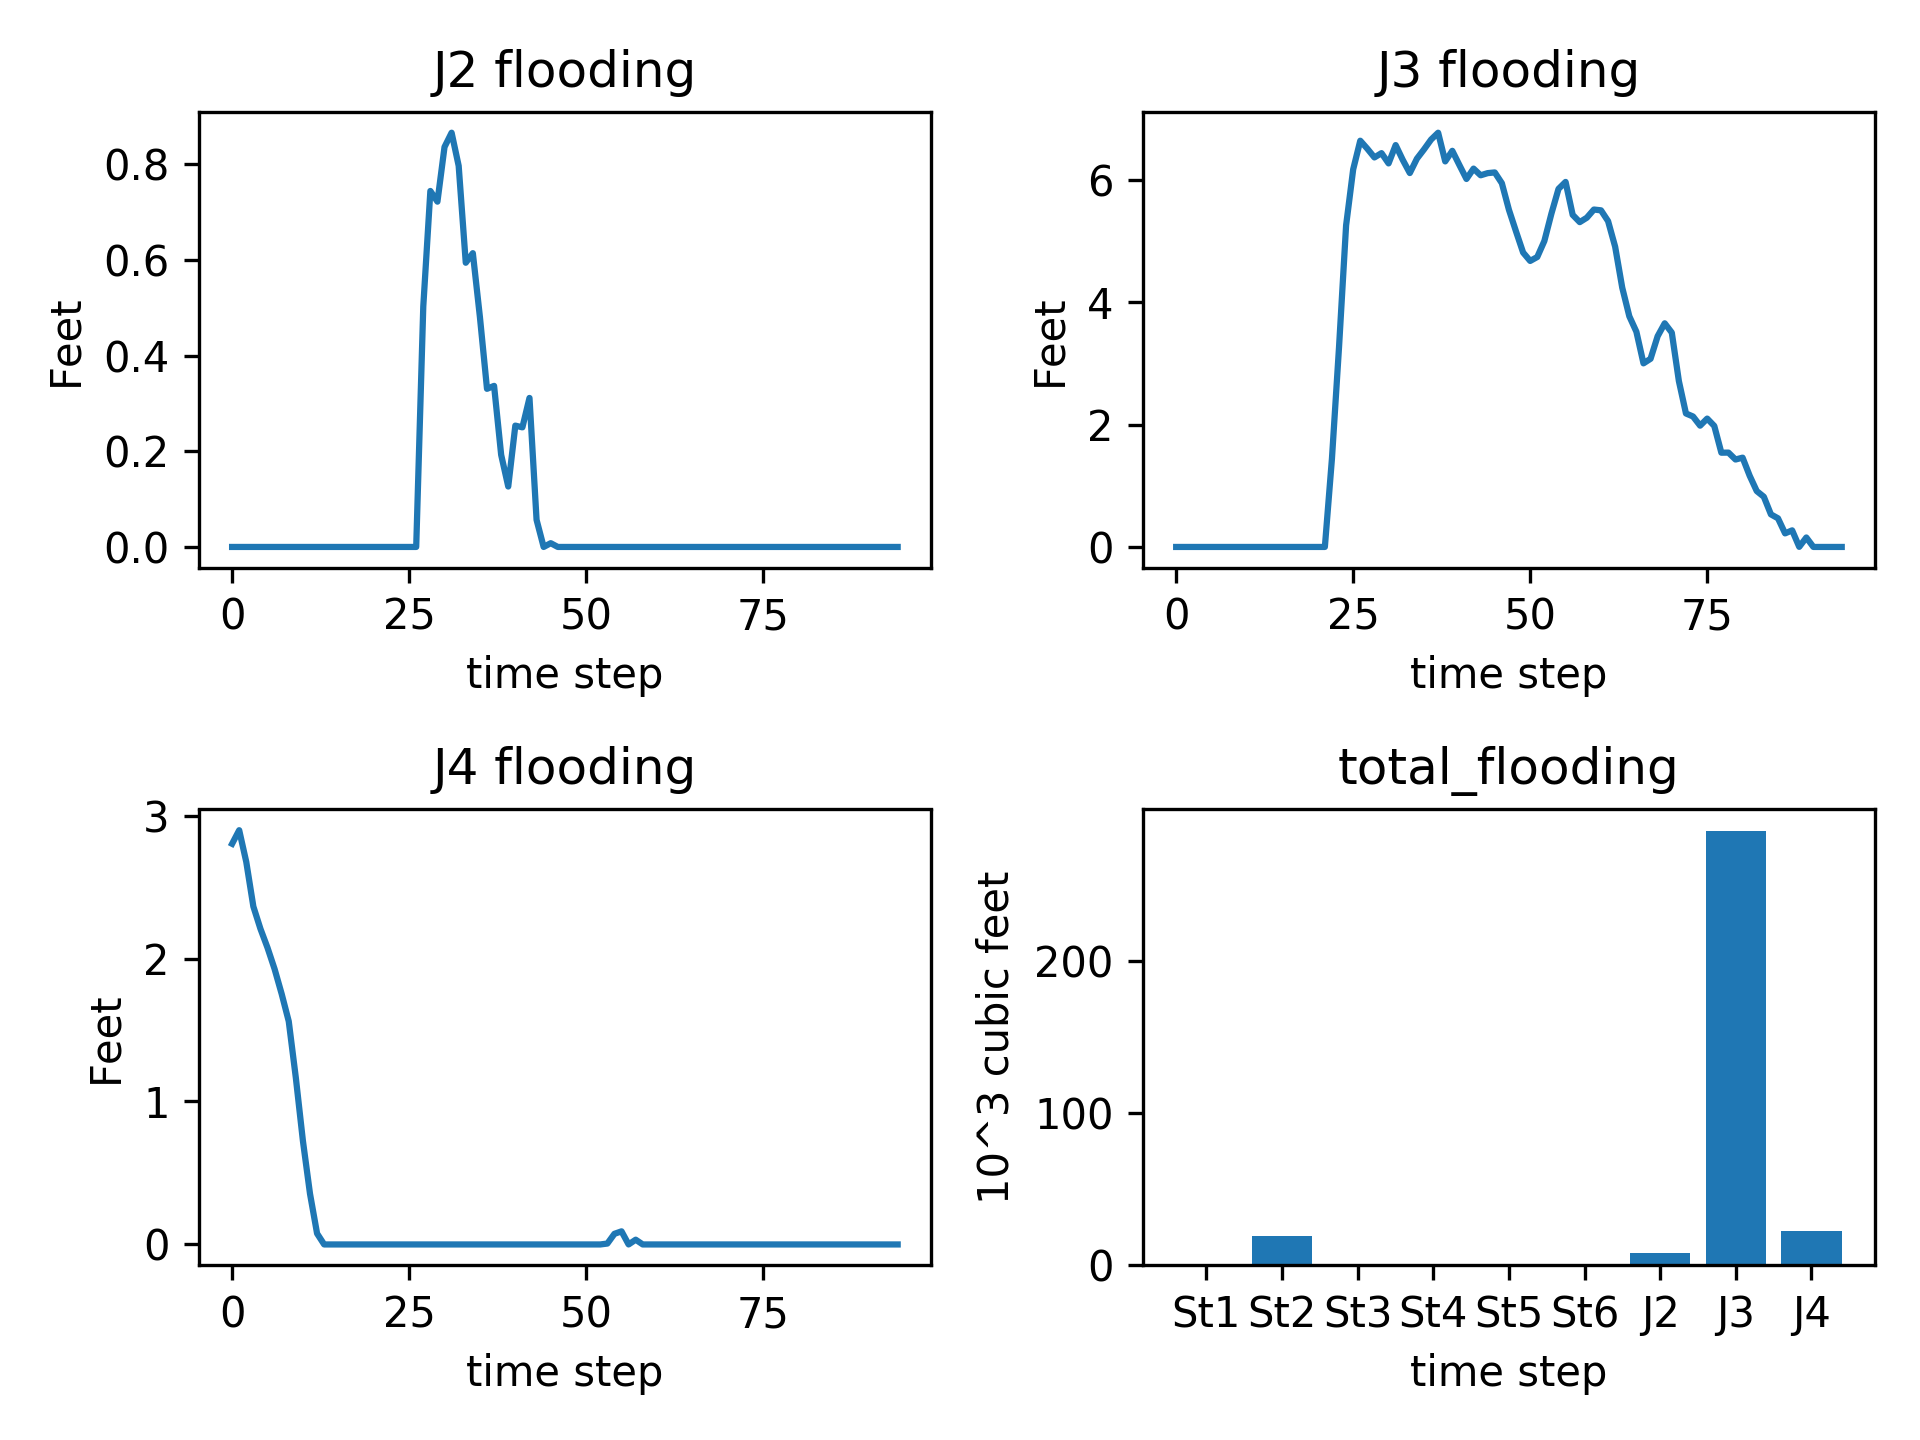 J2 flooding
Feet
0.8
0.6
0.4
0.2
0.0
0 25 50 75
time step
J3 flooding
Feet
6
4
2
0
0 25 50 75
time step
J4 flooding
Feet
3
2
1
0
0 25 50 75
time step
total_flooding
10^3 cubic feet
200
100
0
St1 St2 St3 St4 St5 St6 J2 J3 J4
time step